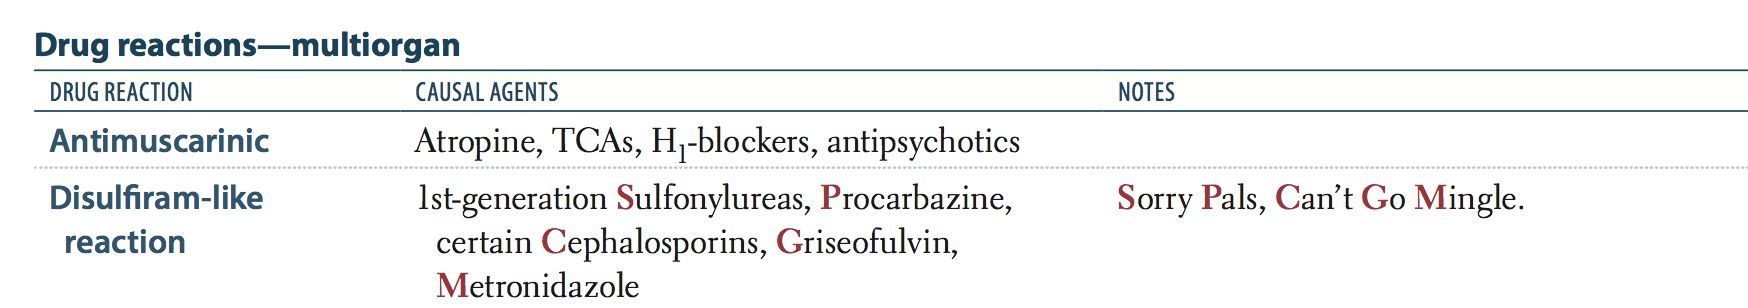 Drug reactions—multiorgan
DRUG REACTION CAUSAL AGENTS NOTES
Antimuscarinic Atropine, TCAs, H₁-blockers, antipsychotics
Disulfiram-like reaction
1st-generation Sulfonylureas, Procarbazine,
certain Cephalosporins, Griseofulvin,
Metronidazole
Sorry Pals, Can’t Go Mingle.